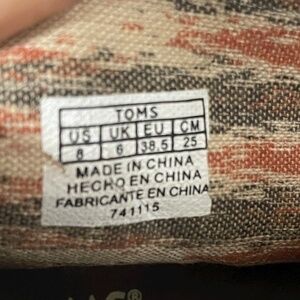 TOMS
US UK EU CM
8 6 38.5 25
MADE IN CHINA
HECHO EN CHINA
FABRICANTE EN CHINA
741115